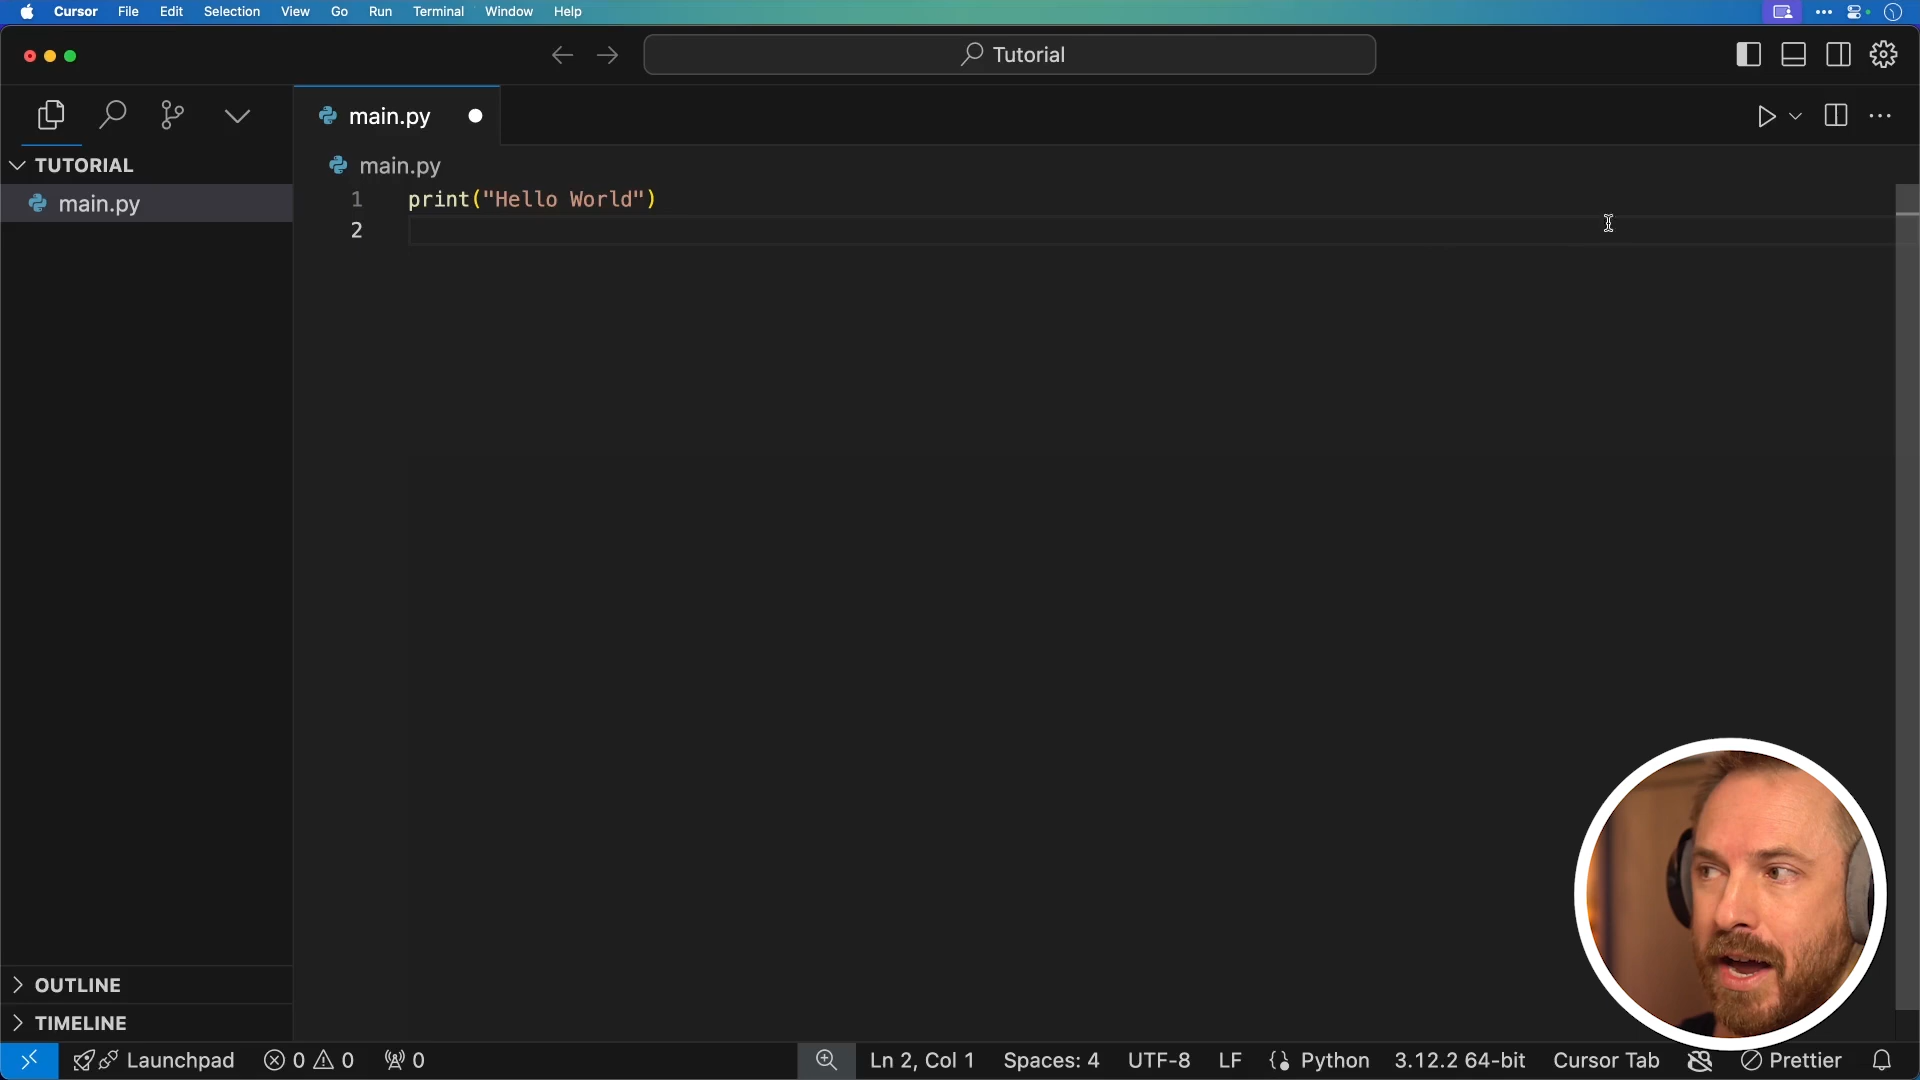 Cursor File Edit Selection View Go Run Terminal Window Help
Tutorial
main.py
TUTORIAL
main.py
main.py
1 print("Hello World")
2
OUTLINE
TIMELINE
Launchpad 0 0 0 Ln 2, Col 1 Spaces: 4 UTF-8 LF {} Python 3.12.2 64-bit Cursor Tab Prettier